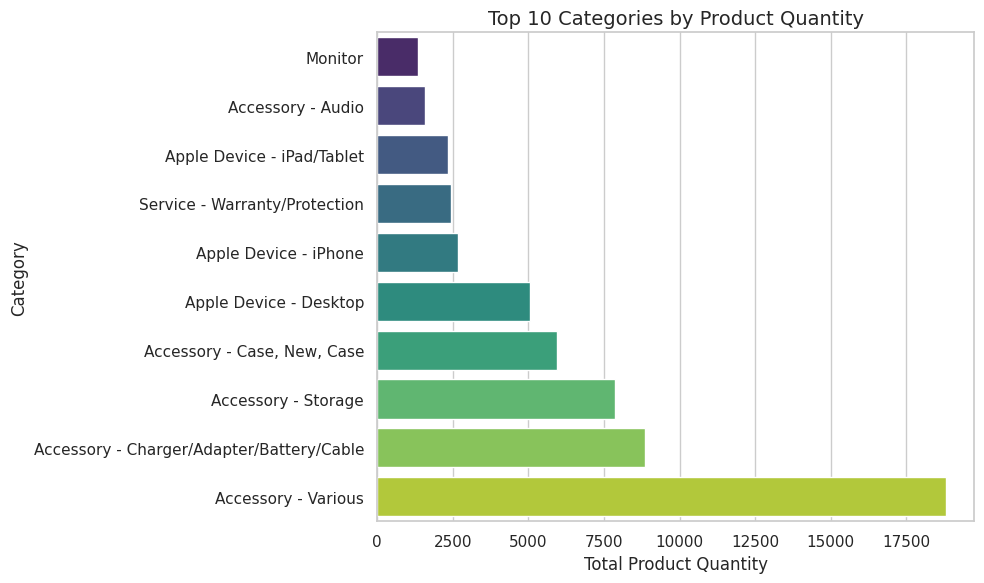 Top 10 Categories by Product Quantity
Category
Monitor
Accessory - Audio
Apple Device - iPad/Tablet
Service - Warranty/Protection
Apple Device - iPhone
Apple Device - Desktop
Accessory - Case, New, Case
Accessory - Storage
Accessory - Charger/Adapter/Battery/Cable
Accessory - Various
0 2500 5000 7500 10000 12500 15000 17500
Total Product Quantity